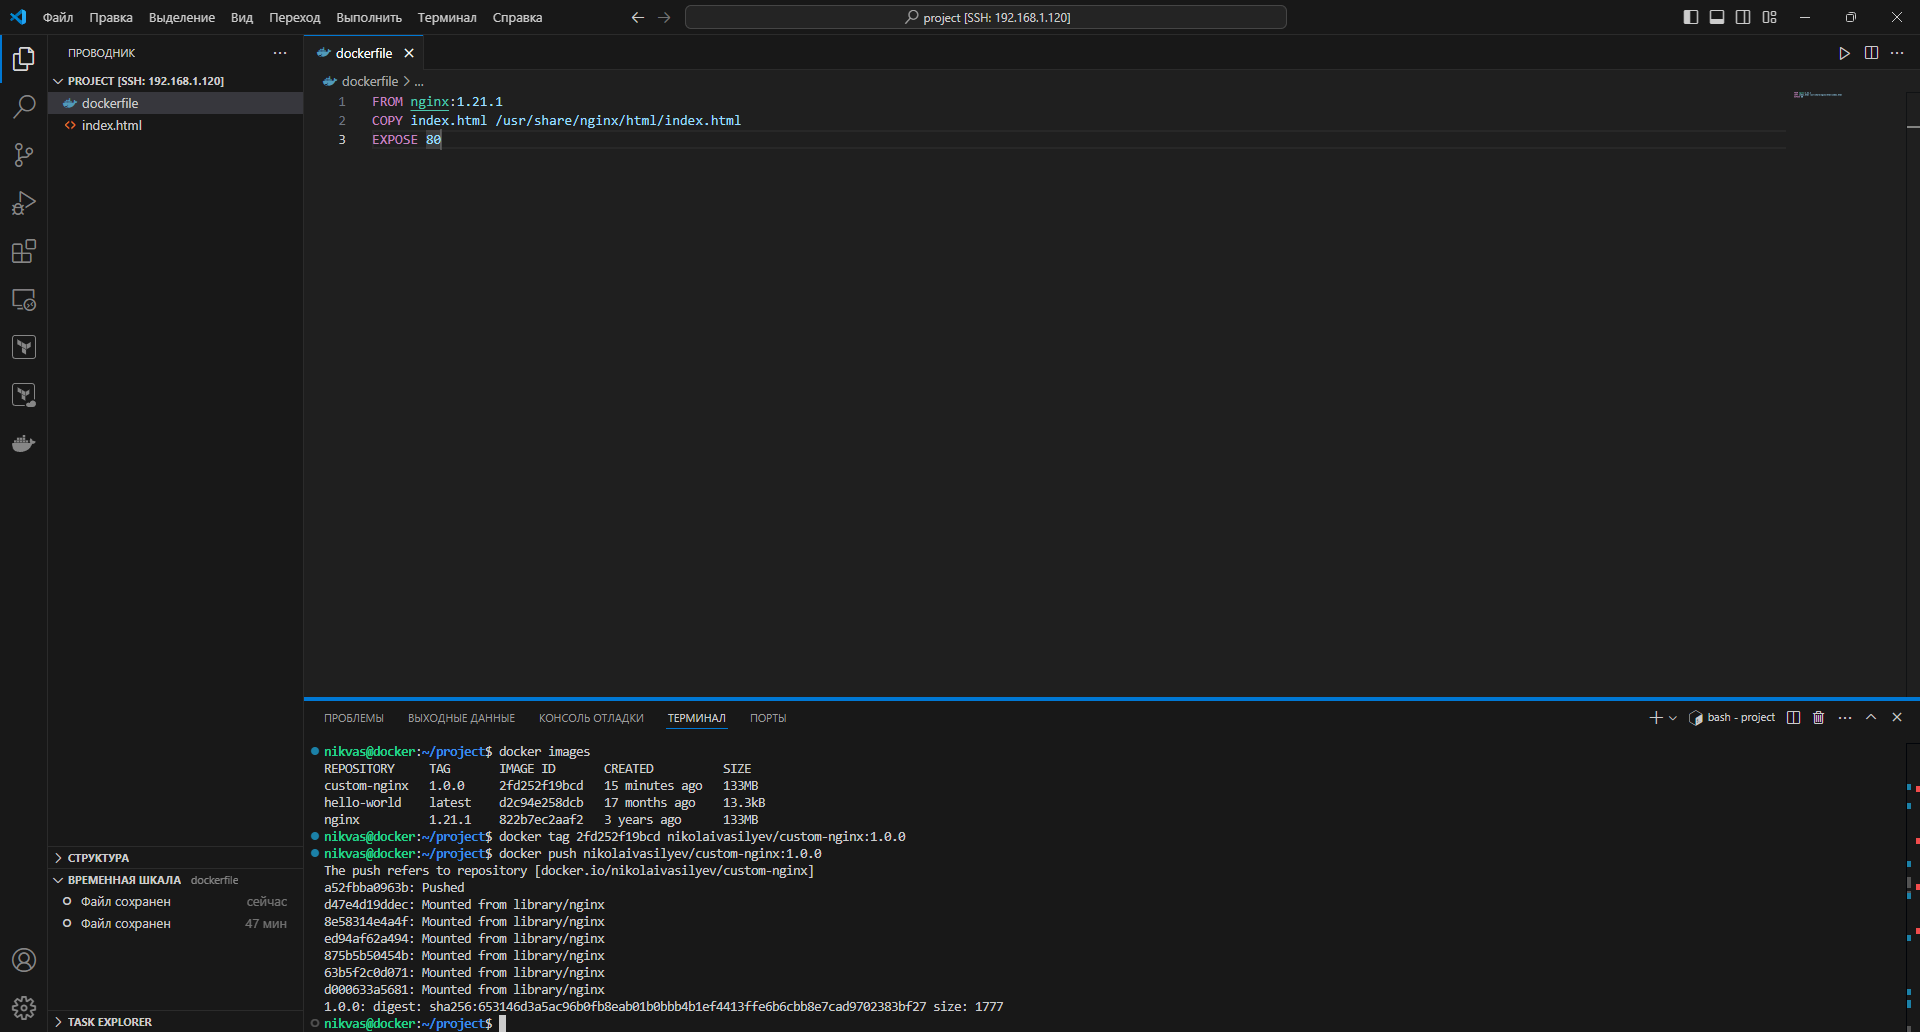 Файл Правка Выделение Вид Переход Выполнить Терминал Справка
project [SSH: 192.168.1.120]
ПРОВОДНИК
PROJECT [SSH: 192.168.1.120]
dockerfile
index.html
dockerfile
dockerfile > ...
1 FROM nginx:1.21.1
2 COPY index.html /usr/share/nginx/html/index.html
3 EXPOSE 80
СТРУКТУРА
ВРЕМЕННАЯ ШКАЛА dockerfile
Файл сохранен сейчас
Файл сохранен 47 мин
TASK EXPLORER
ПРОБЛЕМЫ ВЫХОДНЫЕ ДАННЫЕ КОНСОЛЬ ОТЛАДКИ ТЕРМИНАЛ ПОРТЫ
bash - project
nikvas@docker:~/project$ docker images
REPOSITORY TAG IMAGE ID CREATED SIZE
custom-nginx 1.0.0 2fd252f19bcd 15 minutes ago 133MB
hello-world latest d2c94e258dcb 17 months ago 13.3kB
nginx 1.21.1 822b7ec2aaf2 3 years ago 133MB
nikvas@docker:~/project$ docker tag 2fd252f19bcd nikolaivasilyev/custom-nginx:1.0.0
nikvas@docker:~/project$ docker push nikolaivasilyev/custom-nginx:1.0.0
The push refers to repository [docker.io/nikolaivasilyev/custom-nginx]
a52fbba0963b: Pushed
d47e4d19ddec: Mounted from library/nginx
8e58314e4a4f: Mounted from library/nginx
ed94af62a494: Mounted from library/nginx
875b5b50454b: Mounted from library/nginx
63b5f2c0d071: Mounted from library/nginx
d000633a5681: Mounted from library/nginx
1.0.0: digest: sha256:653146d3a5ac96b0fb8eab01b0bbb4b1ef4413ffe6b6cbb8e7cad9702383bf27 size: 1777
nikvas@docker:~/project$